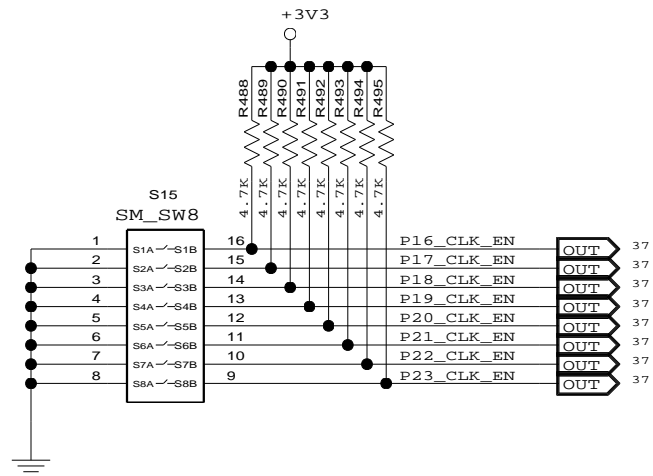 +3V3
R488
R489
R490
R491
R492
R493
R494
R495
4.7K
4.7K
4.7K
4.7K
4.7K
4.7K
4.7K
4.7K
S15
SM_SW8
1 S1A S1B 16 P16_CLK_EN OUT 37
2 S2A S2B 15 P17_CLK_EN OUT 37
3 S3A S3B 14 P18_CLK_EN OUT 37
4 S4A S4B 13 P19_CLK_EN OUT 37
5 S5A S5B 12 P20_CLK_EN OUT 37
6 S6A S6B 11 P21_CLK_EN OUT 37
7 S7A S7B 10 P22_CLK_EN OUT 37
8 S8A S8B 9 P23_CLK_EN OUT 37